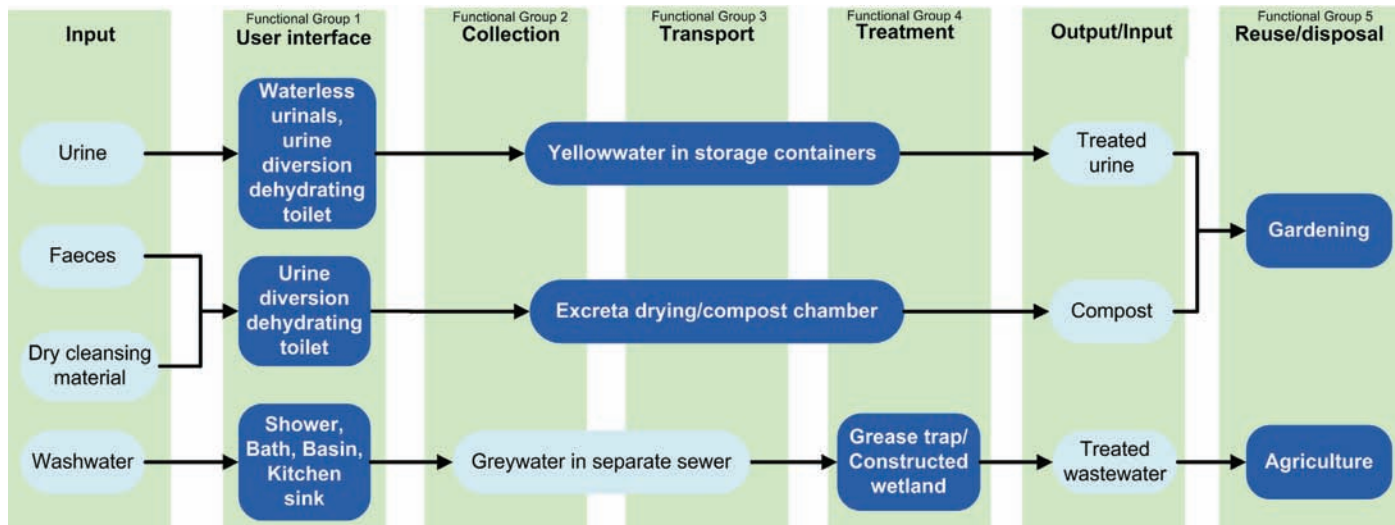 Input
Functional Group 1
User interface
Functional Group 2
Collection
Functional Group 3
Transport
Functional Group 4
Treatment
Output/Input
Functional Group 5
Reuse/disposal
Urine
Waterless
urinals,
urine
diversion
dehydrating
toilet
Yellowwater in storage containers
Treated
urine
Gardening
Faeces
Dry cleansing
material
Urine
diversion
dehydrating
toilet
Excreta drying/compost chamber
Compost
Washwater
Shower,
Bath, Basin,
Kitchen
sink
Greywater in separate sewer
Grease trap/
Constructed
wetland
Treated
wastewater
Agriculture